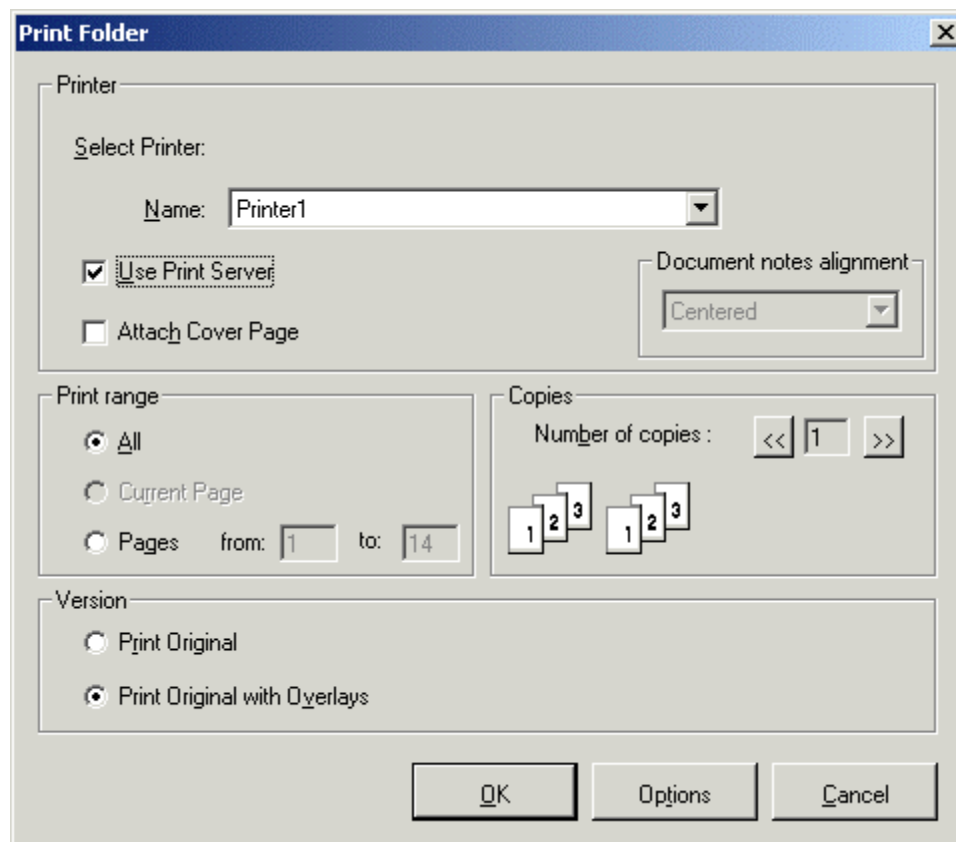 Print Folder
Printer
Select Printer:
Name: Printer1
Use Print Server
Document notes alignment
Centered
Attach Cover Page
Print range
All
Current Page
Pages from: 1 to: 14
Copies
Number of copies : << 1 >>
1 2 3 1 2 3
Version
Print Original
Print Original with Overlays
OK Options Cancel